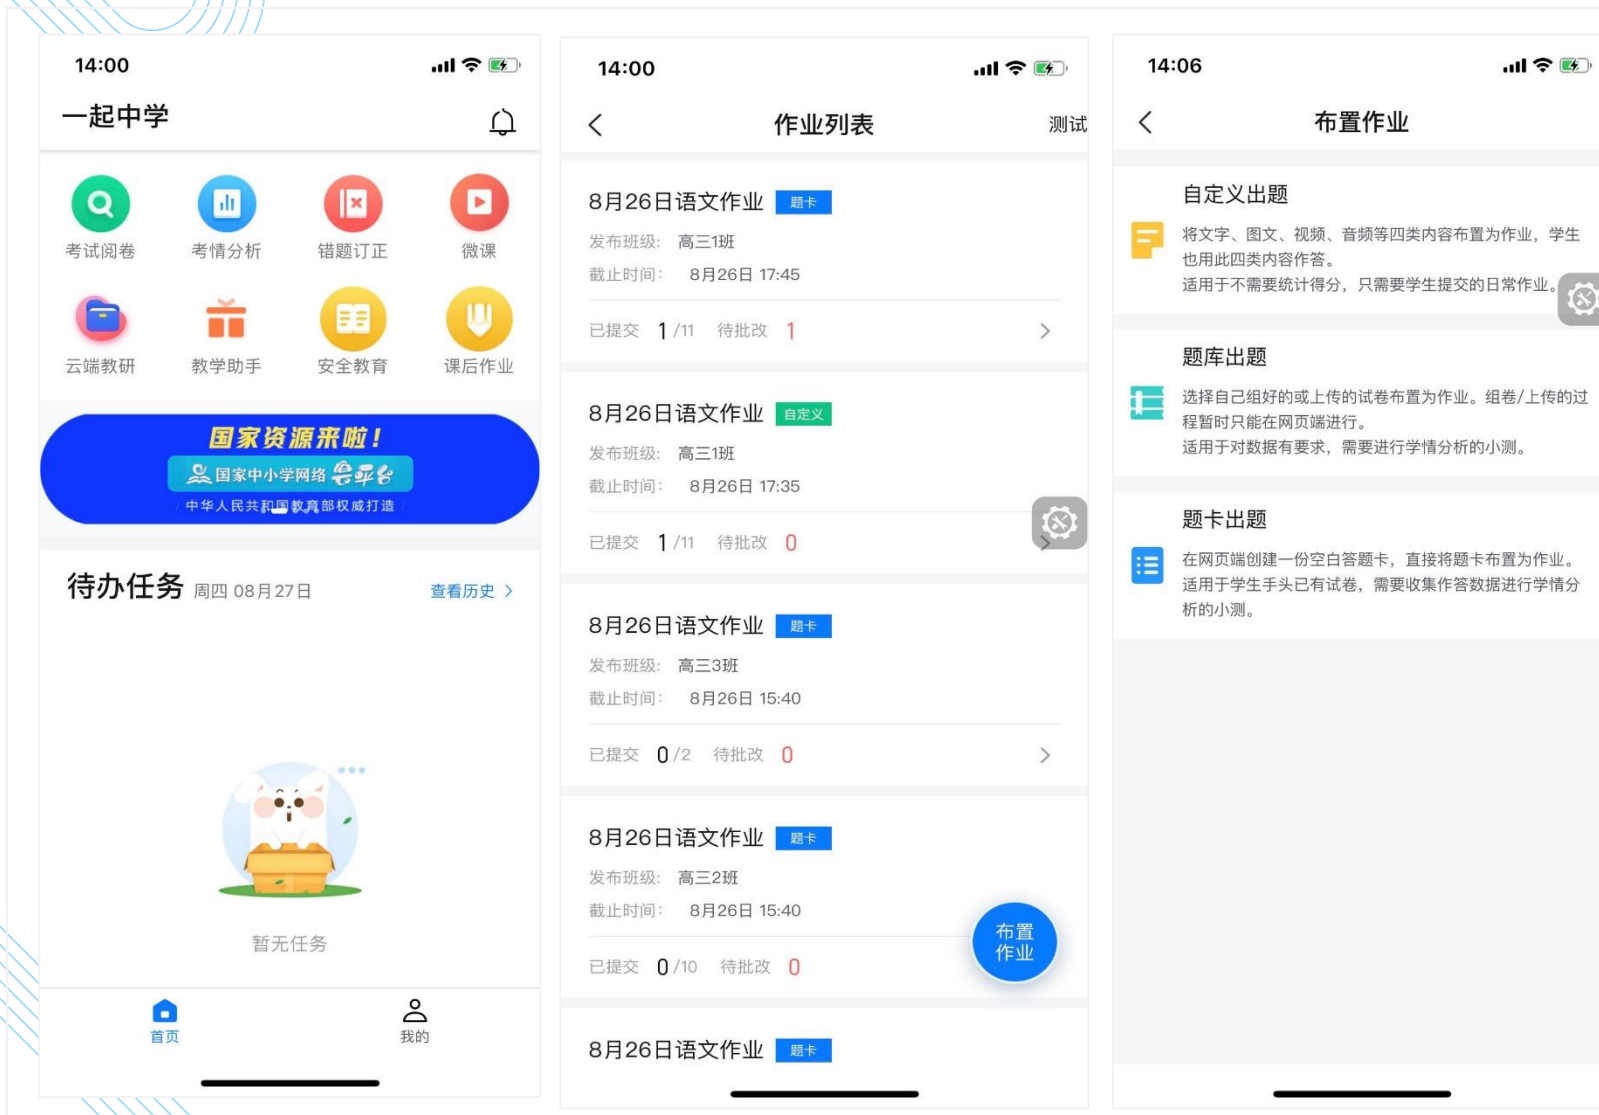 14:00
一起中学
考试阅卷 考情分析 错题订正 微课
云端教研 教学助手 安全教育 课后作业
国家资源来啦！
国家中小学网络云平台
中华人民共和国教育部权威打造
待办任务 周四 08月27日 查看历史
暂无任务
首页 我的
14:00
作业列表 测试
8月26日语文作业 题卡
发布班级: 高三1班
截止时间: 8月26日 17:45
已提交 1/11 待批改 1
8月26日语文作业 自定义
发布班级: 高三1班
截止时间: 8月26日 17:35
已提交 1/11 待批改 0
8月26日语文作业 题卡
发布班级: 高三3班
截止时间: 8月26日 15:40
已提交 0/2 待批改 0
8月26日语文作业 题卡
发布班级: 高三2班
截止时间: 8月26日 15:40
已提交 0/10 待批改 0
布置
作业
8月26日语文作业 题卡
14:06
布置作业
自定义出题
将文字、图文、视频、音频等四类内容布置为作业，学生
也用此四类内容作答。
适用于不需要统计得分，只需要学生提交的日常作业。
题库出题
选择自己组好的或上传的试卷布置为作业。组卷/上传的过
程暂时只能在网页端进行。
适用于对数据有要求，需要进行学情分析的小测。
题卡出题
在网页端创建一份空白答题卡，直接将题卡布置为作业。
适用于学生手头已有试卷，需要收集作答数据进行学情分
析的小测。